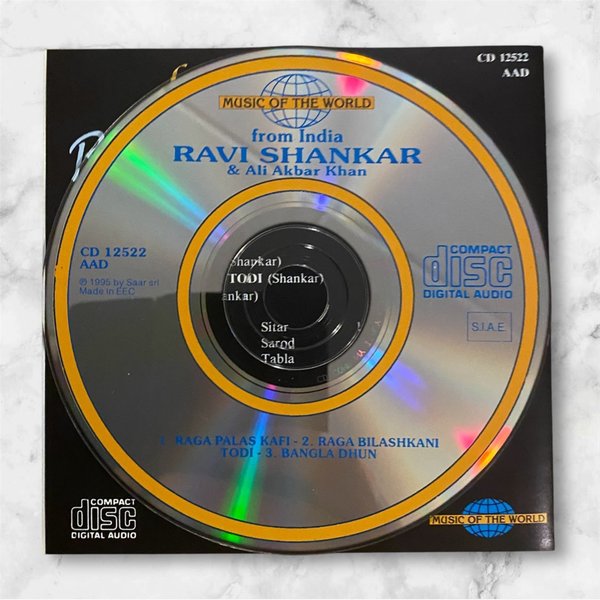 CD 12522
AAD
MUSIC OF THE WORLD
from India
RAVI SHANKAR
& Ali Akbar Khan
CD 12522
AAD
℗ 1995 by Saar srl
Made in EEC
shankar)
TODI (Shankar)
ankar)
Sitar
Sarod
Tabla
COMPACT
disc
DIGITAL AUDIO
S.I.A.E.
1. RAGA PALAS KAFI - 2. RAGA BILASHKANI
TODI - 3. BANGLA DHUN
COMPACT
disc
DIGITAL AUDIO
MUSIC OF THE WORLD